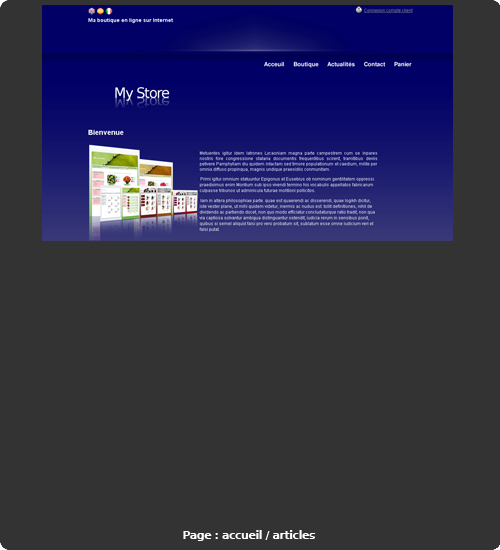 Connexion compte client
Ma boutique en ligne sur Internet
Acceuil Boutique Actualités Contact Panier
My Store
Bienvenue
Metuentes igitur idem latrones Lycaoniam magna parte campestrem cum se inpares
nostris fore congressione stataria documentis frequentibus scirent, tramitibus deviis
petivere Pamphyliam diu quidem intactam sed timore populationum et caedium, milite per
omnia diffuso propinqua, magnis undique praesidiis conmunitam.
Primi igitur omnium statuuntur Epigonus et Eusebius ob nominum gentilitatem oppressi.
praediximus enim Montium sub ipso vivendi termino his vocabulis appellatos fabricarum
culpasse tribunos ut adminicula futurae molitioni pollicitos.
Iam in altera philosophiae parte. quae est quaerendi ac disserendi, quae logikh dicitur,
iste vester plane, ut mihi quidem videtur, inermis ac nudus est. tollit definitiones, nihil de
dividendo ac partiendo docet, non quo modo efficiatur concludaturque ratio tradit, non qua
via captiosa solvantur ambigua distinguantur ostendit; iudicia rerum in sensibus ponit,
quibus si semel aliquid falsi pro vero probatum sit, sublatum esse omne iudicium veri et
falsi putat.
Page : accueil / articles